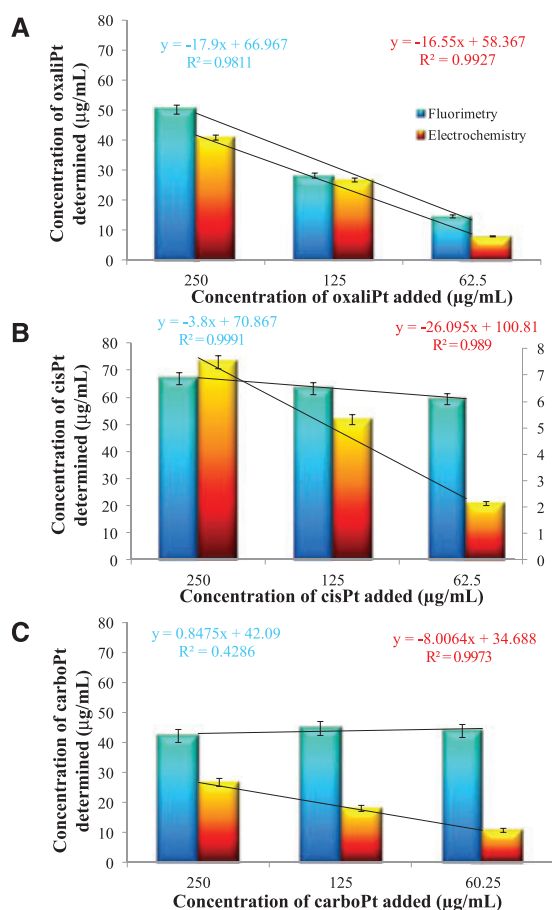 A
Concentration of oxaliPt
determined (µg/mL)
80
70
60
50
40
30
20
10
0
y = -17.9x + 66.967
R² = 0.9811
y = -16.55x + 58.367
R² = 0.9927
Fluorimetry
Electrochemistry
250 125 62.5
Concentration of oxaliPt added (µg/mL)
B
Concentration of cisPt
determined (µg/mL)
80
70
60
50
40
30
20
10
0
y = -3.8x + 70.867
R² = 0.9991
y = -26.095x + 100.81
R² = 0.989
8
7
6
5
4
3
2
1
0
250 125 62.5
Concentration of cisPt added (µg/mL)
C
Concentration of carboPt
determined (µg/mL)
80
70
60
50
40
30
20
10
0
y = 0.8475x + 42.09
R² = 0.4286
y = -8.0064x + 34.688
R² = 0.9973
250 125 60.25
Concentration of carboPt added (µg/mL)